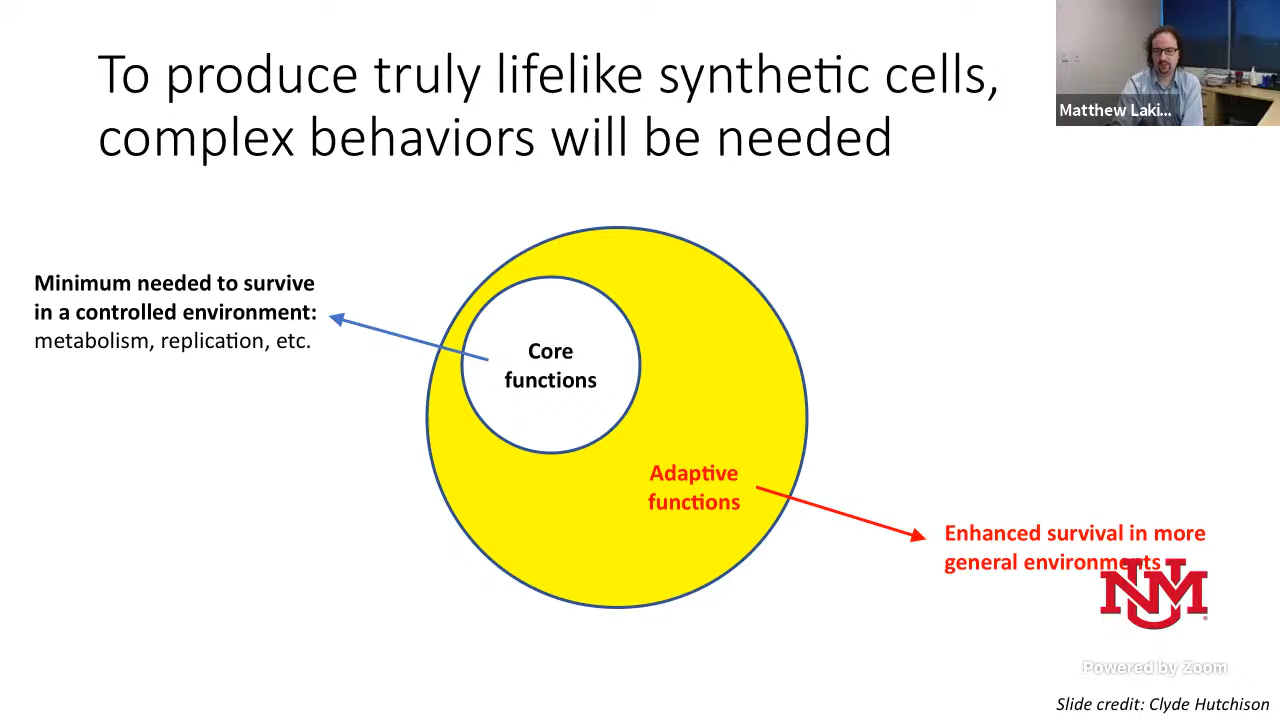 To produce truly lifelike synthetic cells,
complex behaviors will be needed
Matthew Laki...
Minimum needed to survive
in a controlled environment:
metabolism, replication, etc.
Core
functions
Adaptive
functions
Enhanced survival in more
general environments
UNM
Powered by Zoom
Slide credit: Clyde Hutchison